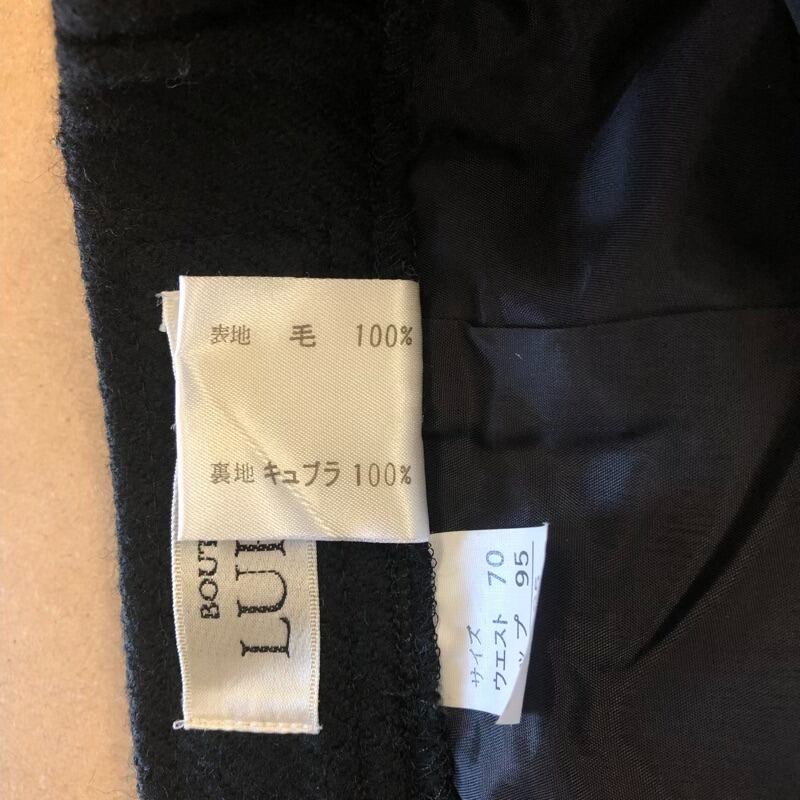 表地 毛 100%
裏地 キュプラ 100%
BOUT
LU
サイズ
ウエスト 70
ップ 95